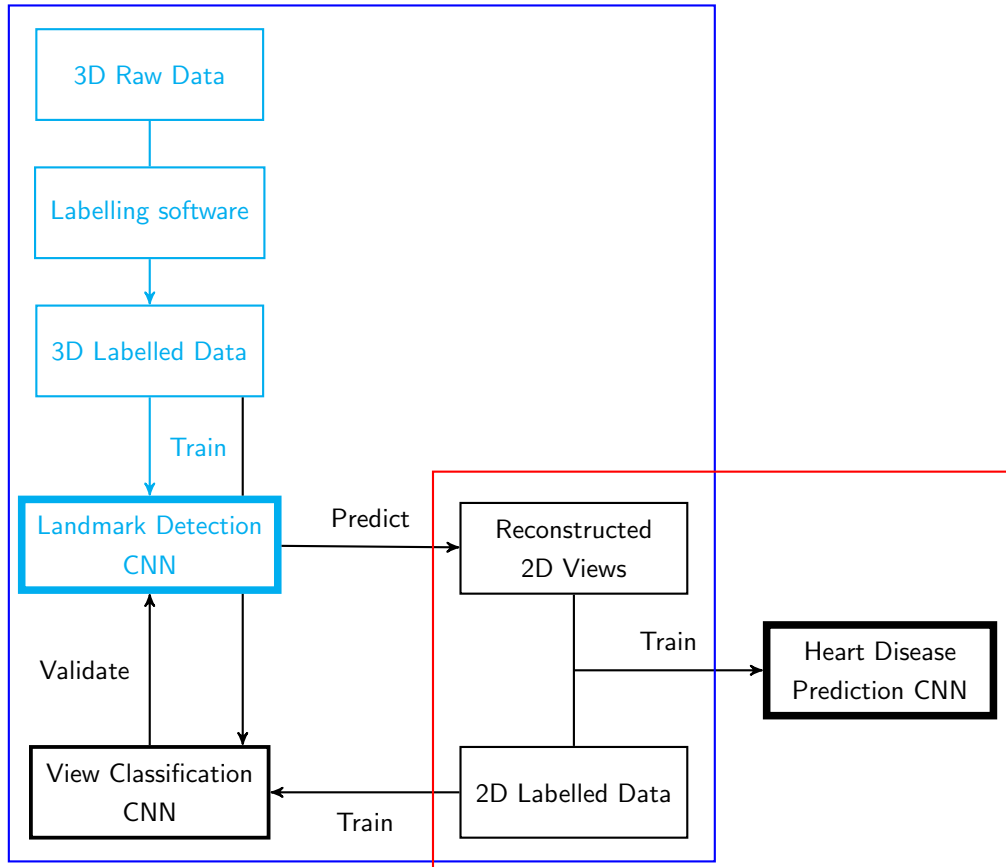 3D Raw Data
Labelling software
3D Labelled Data
Train
Landmark Detection
CNN
Predict
Reconstructed
2D Views
Validate
Train
Heart Disease
Prediction CNN
View Classification
CNN
Train
2D Labelled Data